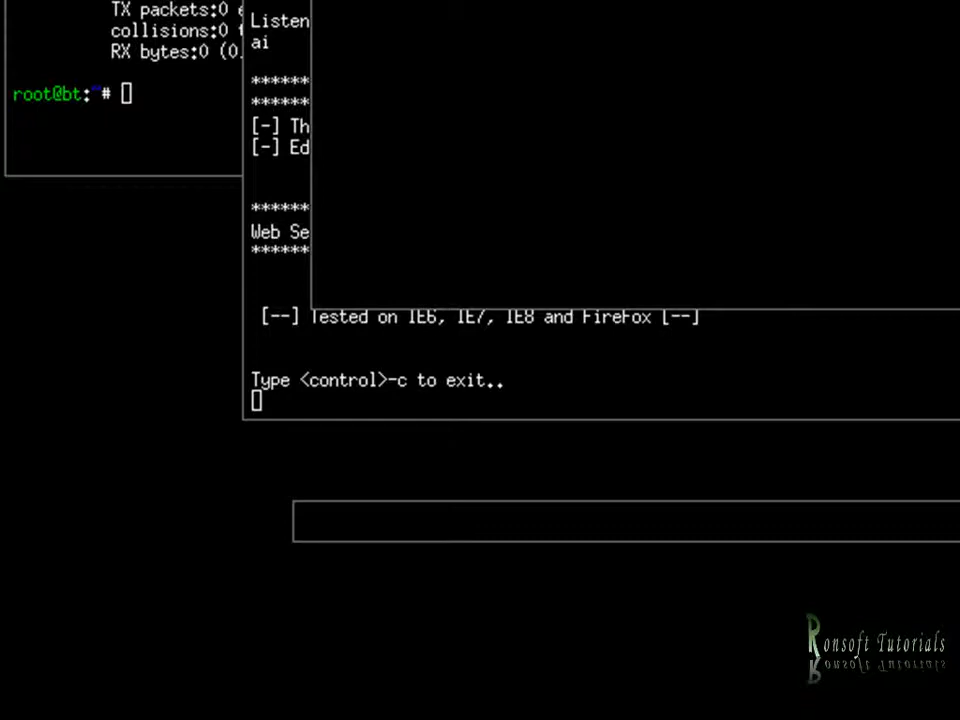 TX packets:0
collisions:0
RX bytes:0 (0.
root@bt:~#
Listen
ai
******
******
[-] Th
[-] Ed
******
Web Se
******
[--] Tested on IE6, IE7, IE8 and FireFox [--]
Type <control>-c to exit..
Ronsoft Tutorials